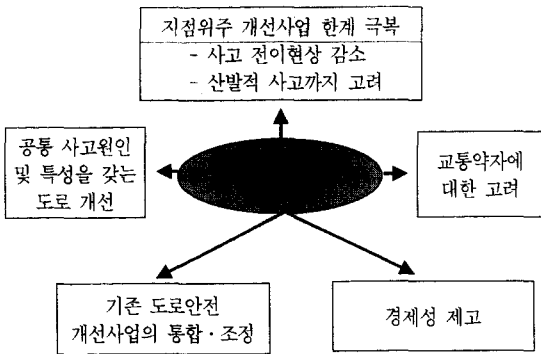 지점위주 개선사업 한계 극복
- 사고 전이현상 감소
- 산발적 사고까지 고려
공통 사고원인
및 특성을 갖는
도로 개선
교통약자에
대한 고려
기존 도로안전
개선사업의 통합·조정
경제성 제고